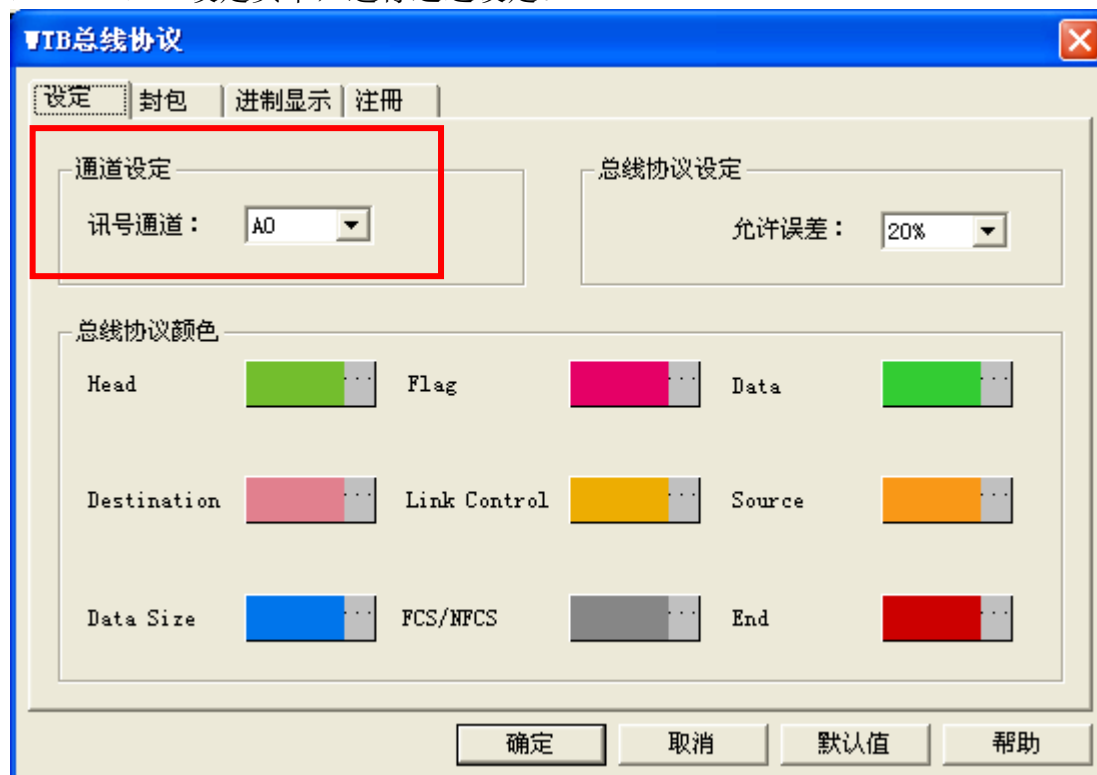 WTB总线协议
设定 封包 进制显示 注册
通道设定
讯号通道： A0
总线协议设定
允许误差： 20%
总线协议颜色
Head ... Flag ... Data ...
Destination ... Link Control ... Source ...
Data Size ... FCS/NFCS ... End ...
确定 取消 默认值 帮助